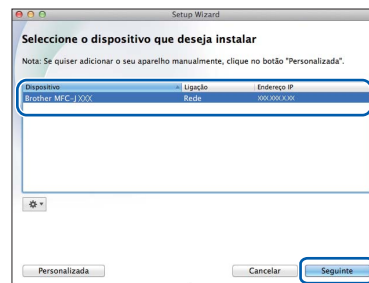 Setup Wizard
Seleccione o dispositivo que deseja instalar
Nota: Se quiser adicionar o seu aparelho manualmente, clique no botão "Personalizada".
Dispositivo Ligação Endereço IP
Brother MFC-JXXX Rede XXX.XXX.X.XX
Personalizada Cancelar Seguinte